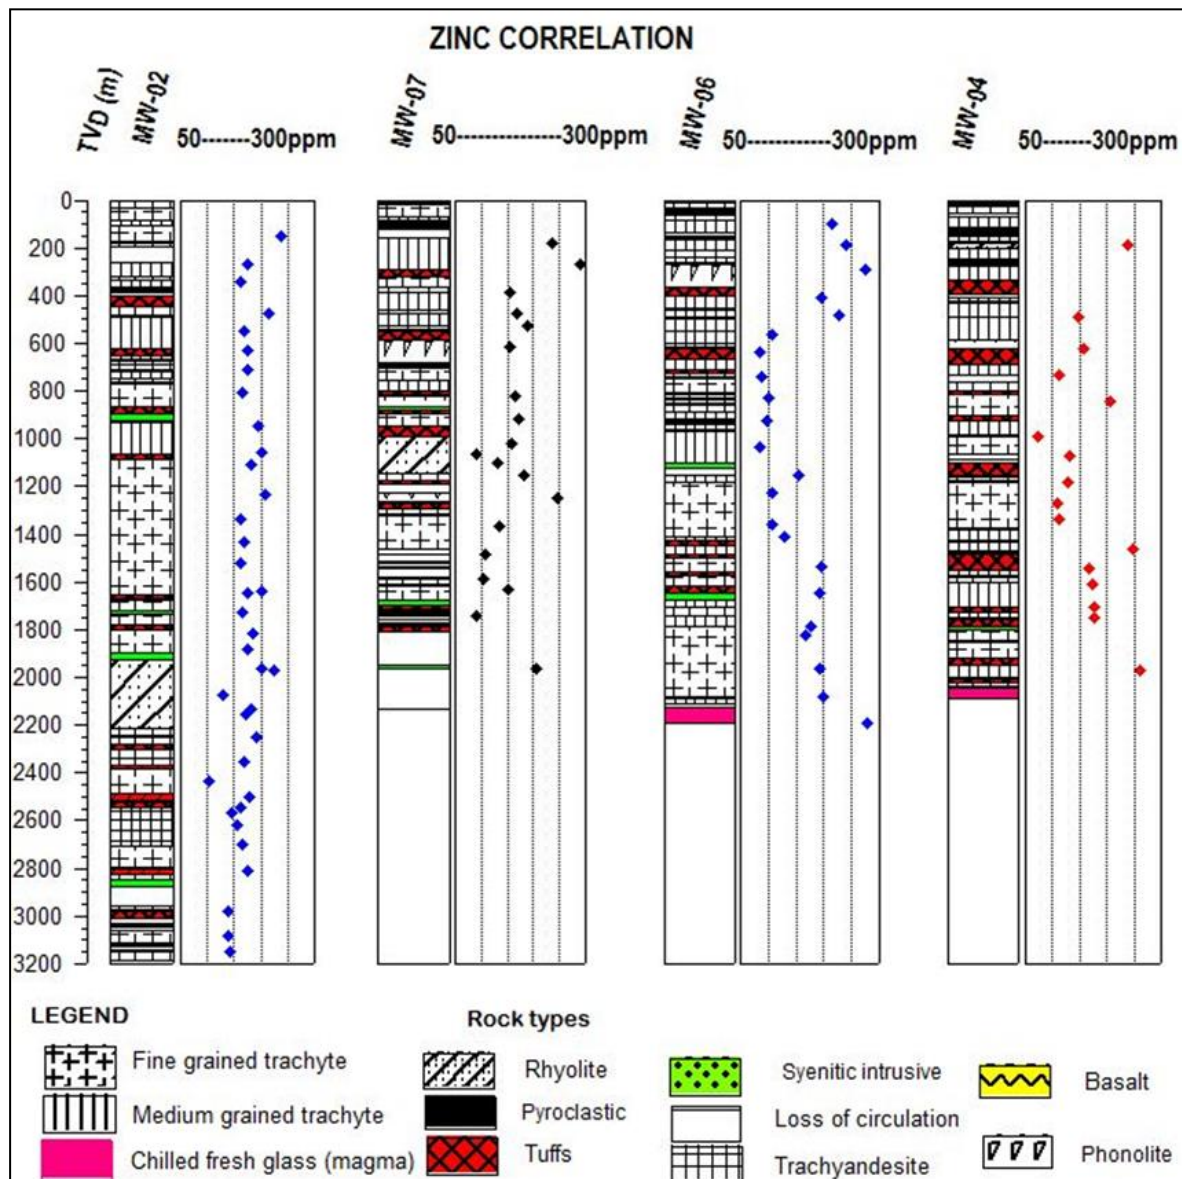 ZINC CORRELATION
TVD (m)
MW-02
50-------300ppm
MW-07
50----------------300ppm
MW-06
50------------300ppm
MW-04
50-------300ppm
0
200
400
600
800
1000
1200
1400
1600
1800
2000
2200
2400
2600
2800
3000
3200
LEGEND
Rock types
Fine grained trachyte
Rhyolite
Syenitic intrusive
Basalt
Medium grained trachyte
Pyroclastic
Loss of circulation
Chilled fresh glass (magma)
Tuffs
Trachyandesite
Phonolite